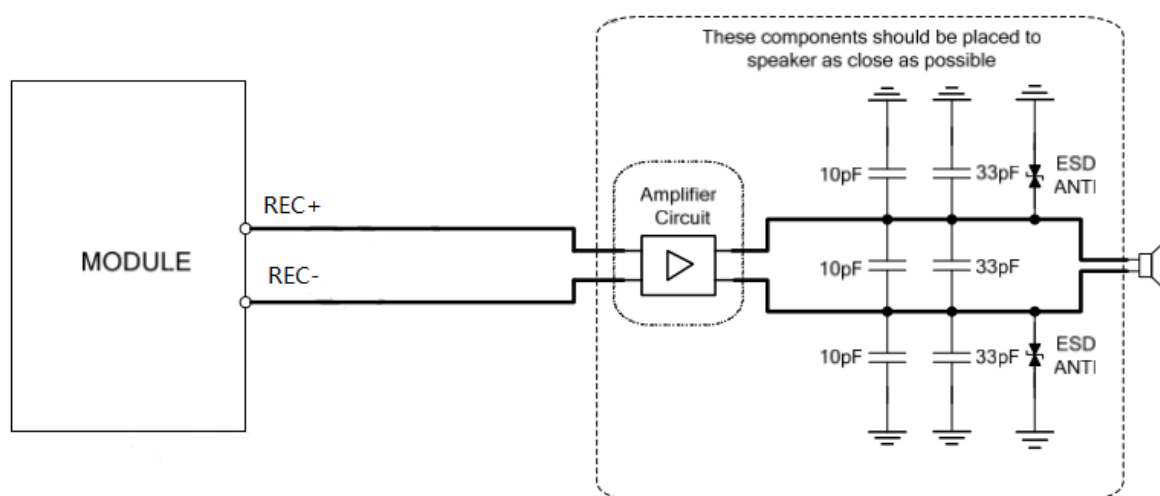 These components should be placed to
speaker as close as possible
10pF
33pF
ESD
ANTI
Amplifier
Circuit
REC+
MODULE
REC-
10pF
33pF
10pF
33pF
ESD
ANTI